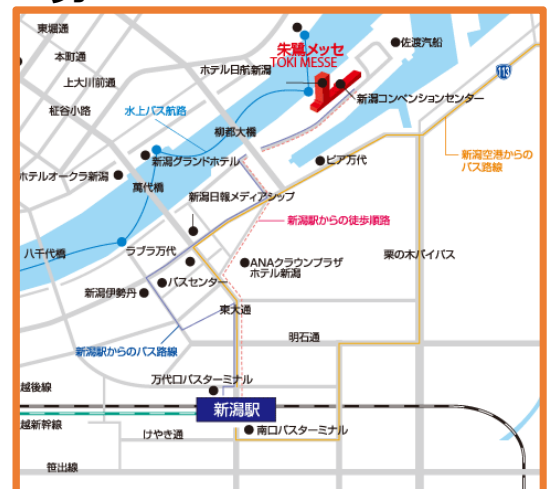 東堀通
本町通
上大川前通
柾谷小路
朱鷺メッセ
TOKI MESSE
ホテル日航新潟
佐渡汽船
113
新潟コンベンションセンター
水上バス航路
柳都大橋
新潟グランドホテル
ピア万代
新潟空港からの
バス路線
ホテルオークラ新潟
萬代橋
新潟日報メディアシップ
新潟駅からの徒歩順路
八千代橋
ラブラ万代
栗の木バイパス
ANAクラウンプラザ
ホテル新潟
バスセンター
新潟伊勢丹
東大通
明石通
新潟駅からのバス路線
万代口バスターミナル
越後線
新潟駅
越新幹線
けやき通
南口バスターミナル
笹出線